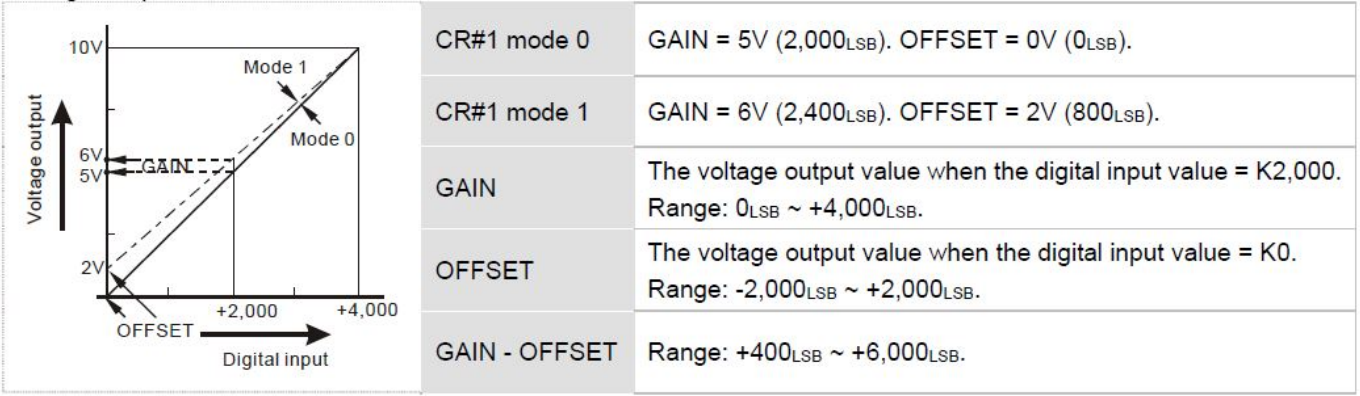 10V
Mode 1
Mode 0
Voltage output
6V
GAIN
5V
2V
+2,000
+4,000
OFFSET
Digital input
CR#1 mode 0
GAIN = 5V (2,000LSB). OFFSET = 0V (0LSB).
CR#1 mode 1
GAIN = 6V (2,400LSB). OFFSET = 2V (800LSB).
GAIN
The voltage output value when the digital input value = K2,000.
Range: 0LSB ~ +4,000LSB.
OFFSET
The voltage output value when the digital input value = K0.
Range: -2,000LSB ~ +2,000LSB.
GAIN - OFFSET
Range: +400LSB ~ +6,000LSB.